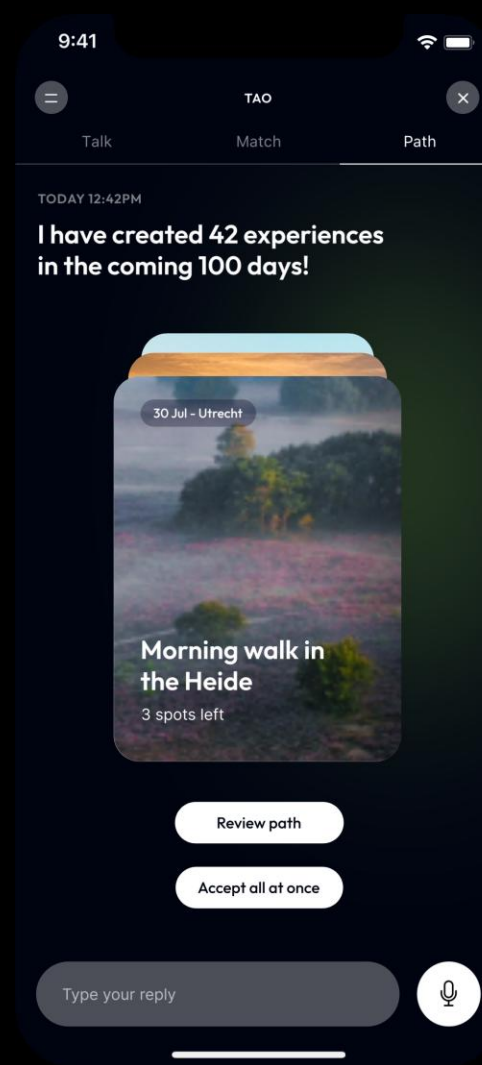 9:41
TAO
Talk Match Path
TODAY 12:42PM
I have created 42 experiences
in the coming 100 days!
30 Jul - Utrecht
Morning walk in
the Heide
3 spots left
Review path
Accept all at once
Type your reply